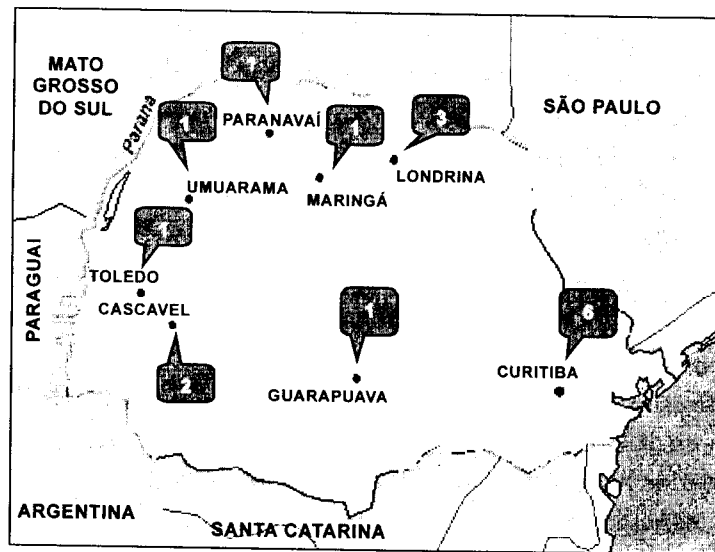 MATO
GROSSO
DO SUL
Paraná
1
PARANAVAÍ
1
1
3
SÃO PAULO
LONDRINA
UMUARAMA
MARINGÁ
1
PARAGUAI
TOLEDO
CASCAVEL
1
6
2
GUARAPUAVA
CURITIBA
ARGENTINA
SANTA CATARINA